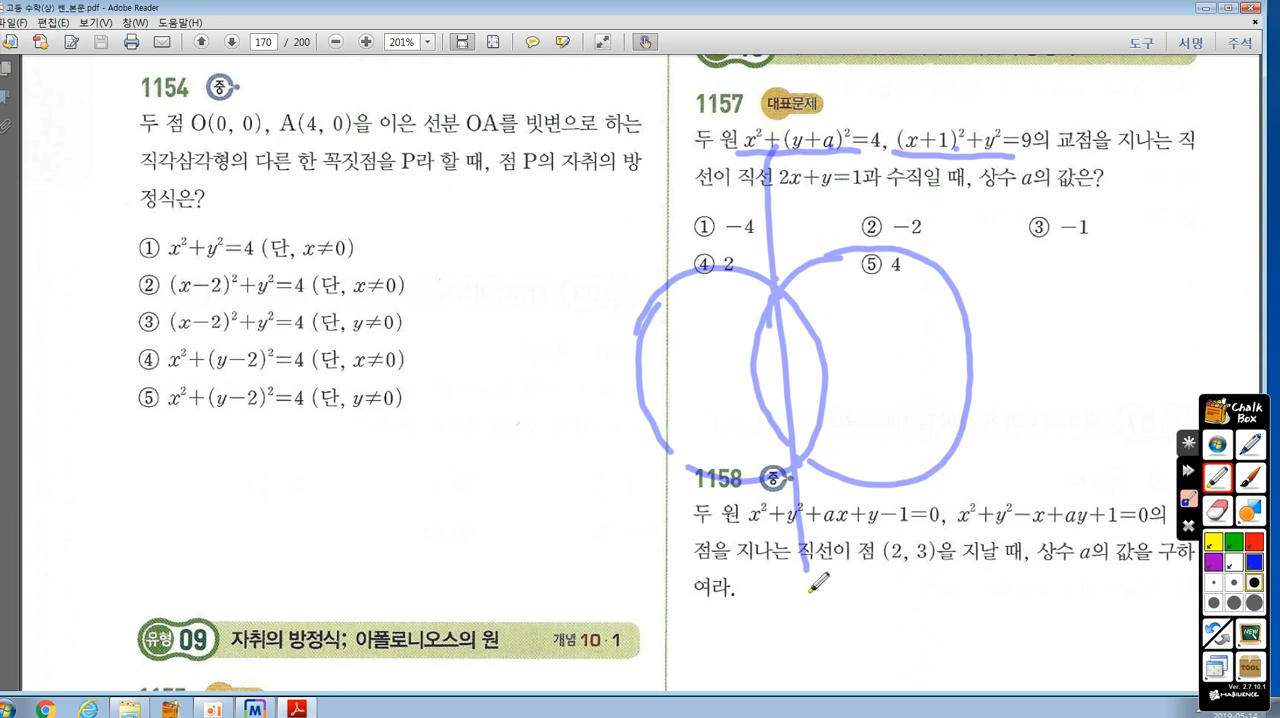 고등 수학(상) 쎈_본문.pdf - Adobe Reader
파일(F) 편집(E) 보기(V) 창(W) 도움말(H)
170 / 200 201% 도구 서명 주석
1154 중
두 점 O(0, 0), A(4, 0)을 이은 선분 OA를 빗변으로 하는
직각삼각형의 다른 한 꼭짓점을 P라 할 때, 점 P의 자취의 방
정식은?
① x²+y²=4 (단, x≠0)
② (x−2)²+y²=4 (단, x≠0)
③ (x−2)²+y²=4 (단, y≠0)
④ x²+(y−2)²=4 (단, x≠0)
⑤ x²+(y−2)²=4 (단, y≠0)
유형 09 자취의 방정식; 아폴로니오스의 원 개념 10·1
1157 대표문제
두 원 x²+(y+a)²=4, (x+1)²+y²=9의 교점을 지나는 직
선이 직선 2x+y=1과 수직일 때, 상수 a의 값은?
① −4 ② −2 ③ −1
④ 2 ⑤ 4
1158 중
두 원 x²+y²+ax+y−1=0, x²+y²−x+ay+1=0의
점을 지나는 직선이 점 (2, 3)을 지날 때, 상수 a의 값을 구하
여라.
Chalk
Box
NEW
TOOL
Ver. 2.7.10.1
HABILIENCE
2019-05-14